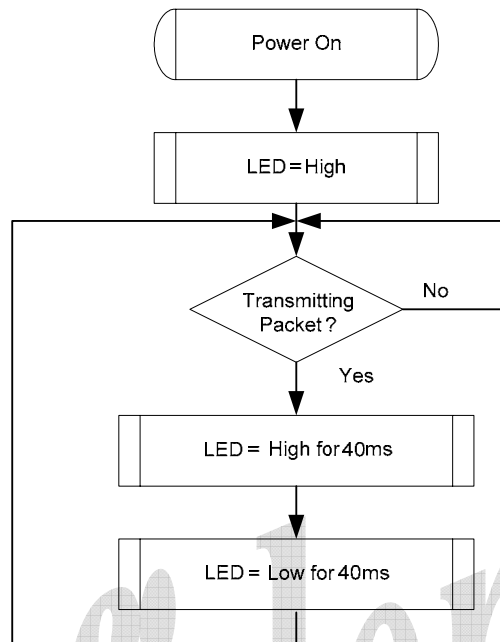 Power On
LED = High
Transmitting
Packet ?
No
Yes
LED = High for 40ms
LED = Low for 40ms